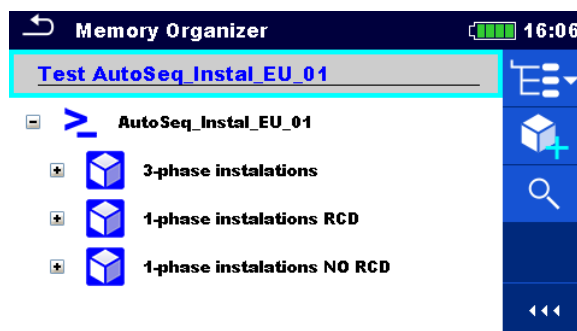 Memory Organizer
16:06
Test AutoSeq_Instal_EU_01
AutoSeq_Instal_EU_01
3-phase instalations
1-phase instalations RCD
1-phase instalations NO RCD